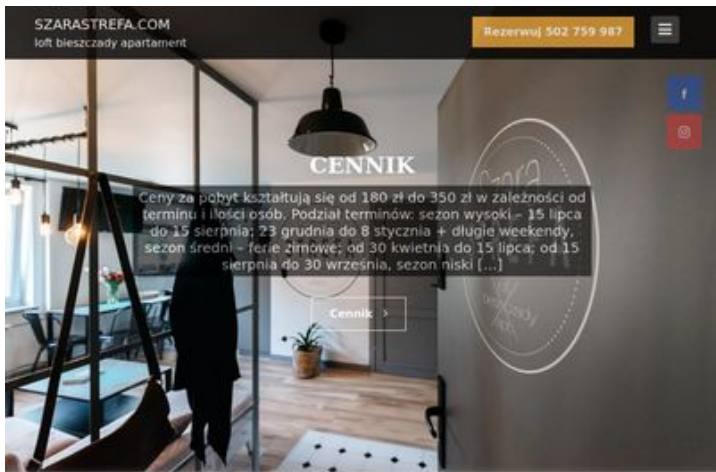 SZARASTREFA.COM
loft bieszczady apartament
Rezerwuj 502 759 987
f
CENNIK
Szara
Ceny za pobyt kształtują się od 180 zł do 350 zł w zależności od
terminu i ilości osób. Podział terminów: sezon wysoki – 15 lipca
do 15 sierpnia; 23 grudnia do 8 stycznia + długie weekendy,
sezon średni – ferie zimowe; od 30 kwietnia do 15 lipca; od 15
sierpnia do 30 września, sezon niski [...]
Cennik